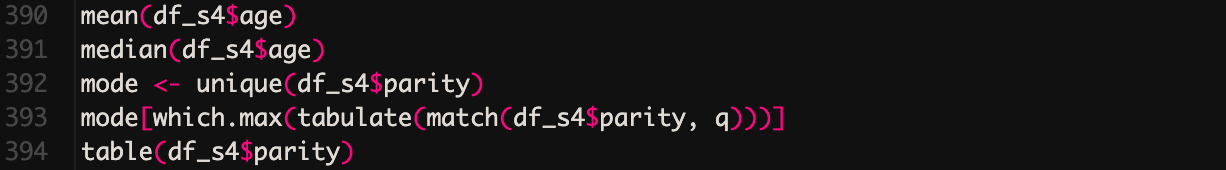 390 mean(df_s4$age)
391 median(df_s4$age)
392 mode <- unique(df_s4$parity)
393 mode[which.max(tabulate(match(df_s4$parity, q)))]
394 table(df_s4$parity)